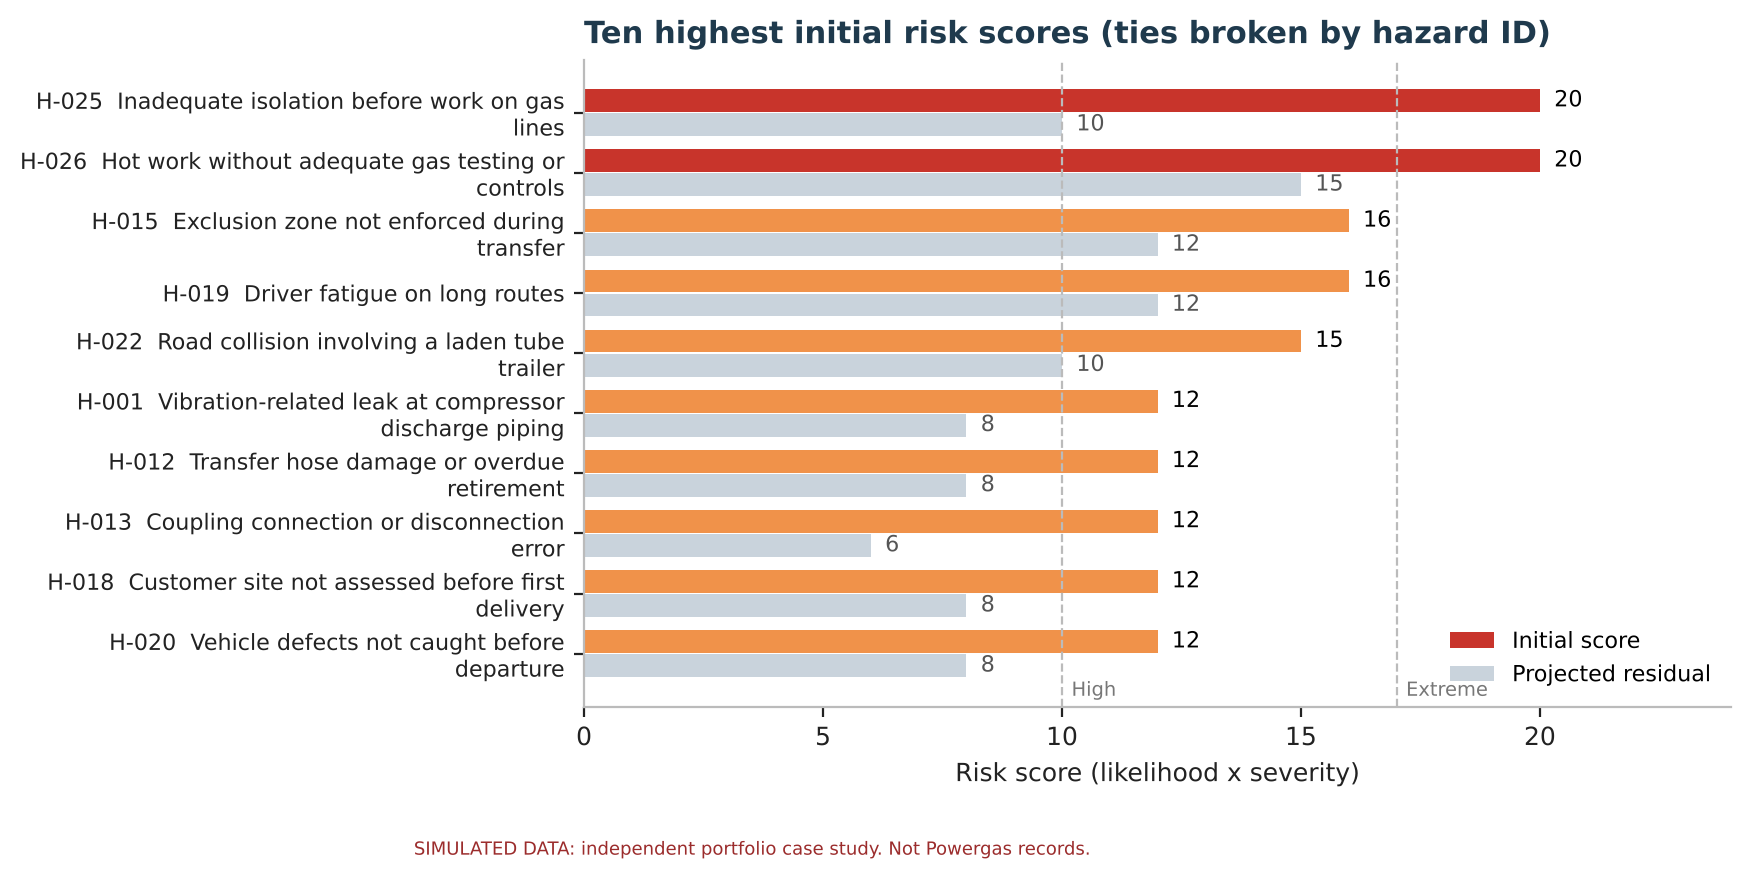 Ten highest initial risk scores (ties broken by hazard ID)
H-025  Inadequate isolation before work on gas
lines
20
10
H-026  Hot work without adequate gas testing or
controls
20
15
H-015  Exclusion zone not enforced during
transfer
16
12
H-019  Driver fatigue on long routes
16
12
H-022  Road collision involving a laden tube
trailer
15
10
H-001  Vibration-related leak at compressor
discharge piping
12
8
H-012  Transfer hose damage or overdue
retirement
12
8
H-013  Coupling connection or disconnection
error
12
6
H-018  Customer site not assessed before first
delivery
12
8
H-020  Vehicle defects not caught before
departure
12
8
Initial score
Projected residual
High
Extreme
0 5 10 15 20
Risk score (likelihood x severity)
SIMULATED DATA: independent portfolio case study. Not Powergas records.